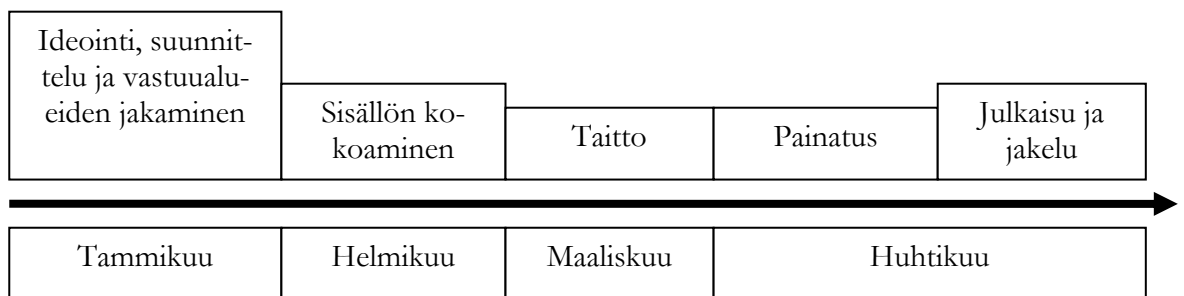 Ideointi, suunnit-
telu ja vastuualu-
eiden jakaminen
Sisällön ko-
koaminen
Taitto
Painatus
Julkaisu ja
jakelu
Tammikuu
Helmikuu
Maaliskuu
Huhtikuu